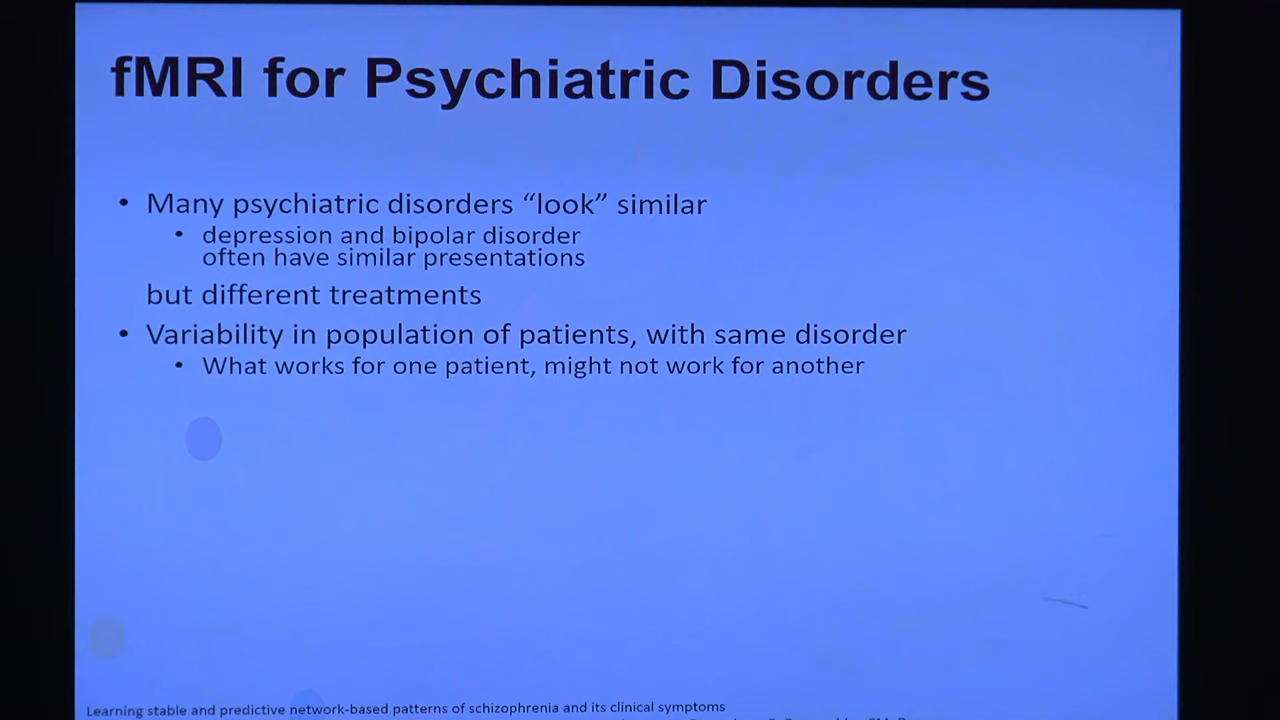 fMRI for Psychiatric Disorders
• Many psychiatric disorders “look” similar
• depression and bipolar disorder
often have similar presentations
but different treatments
• Variability in population of patients, with same disorder
• What works for one patient, might not work for another
Learning stable and predictive network-based patterns of schizophrenia and its clinical symptoms